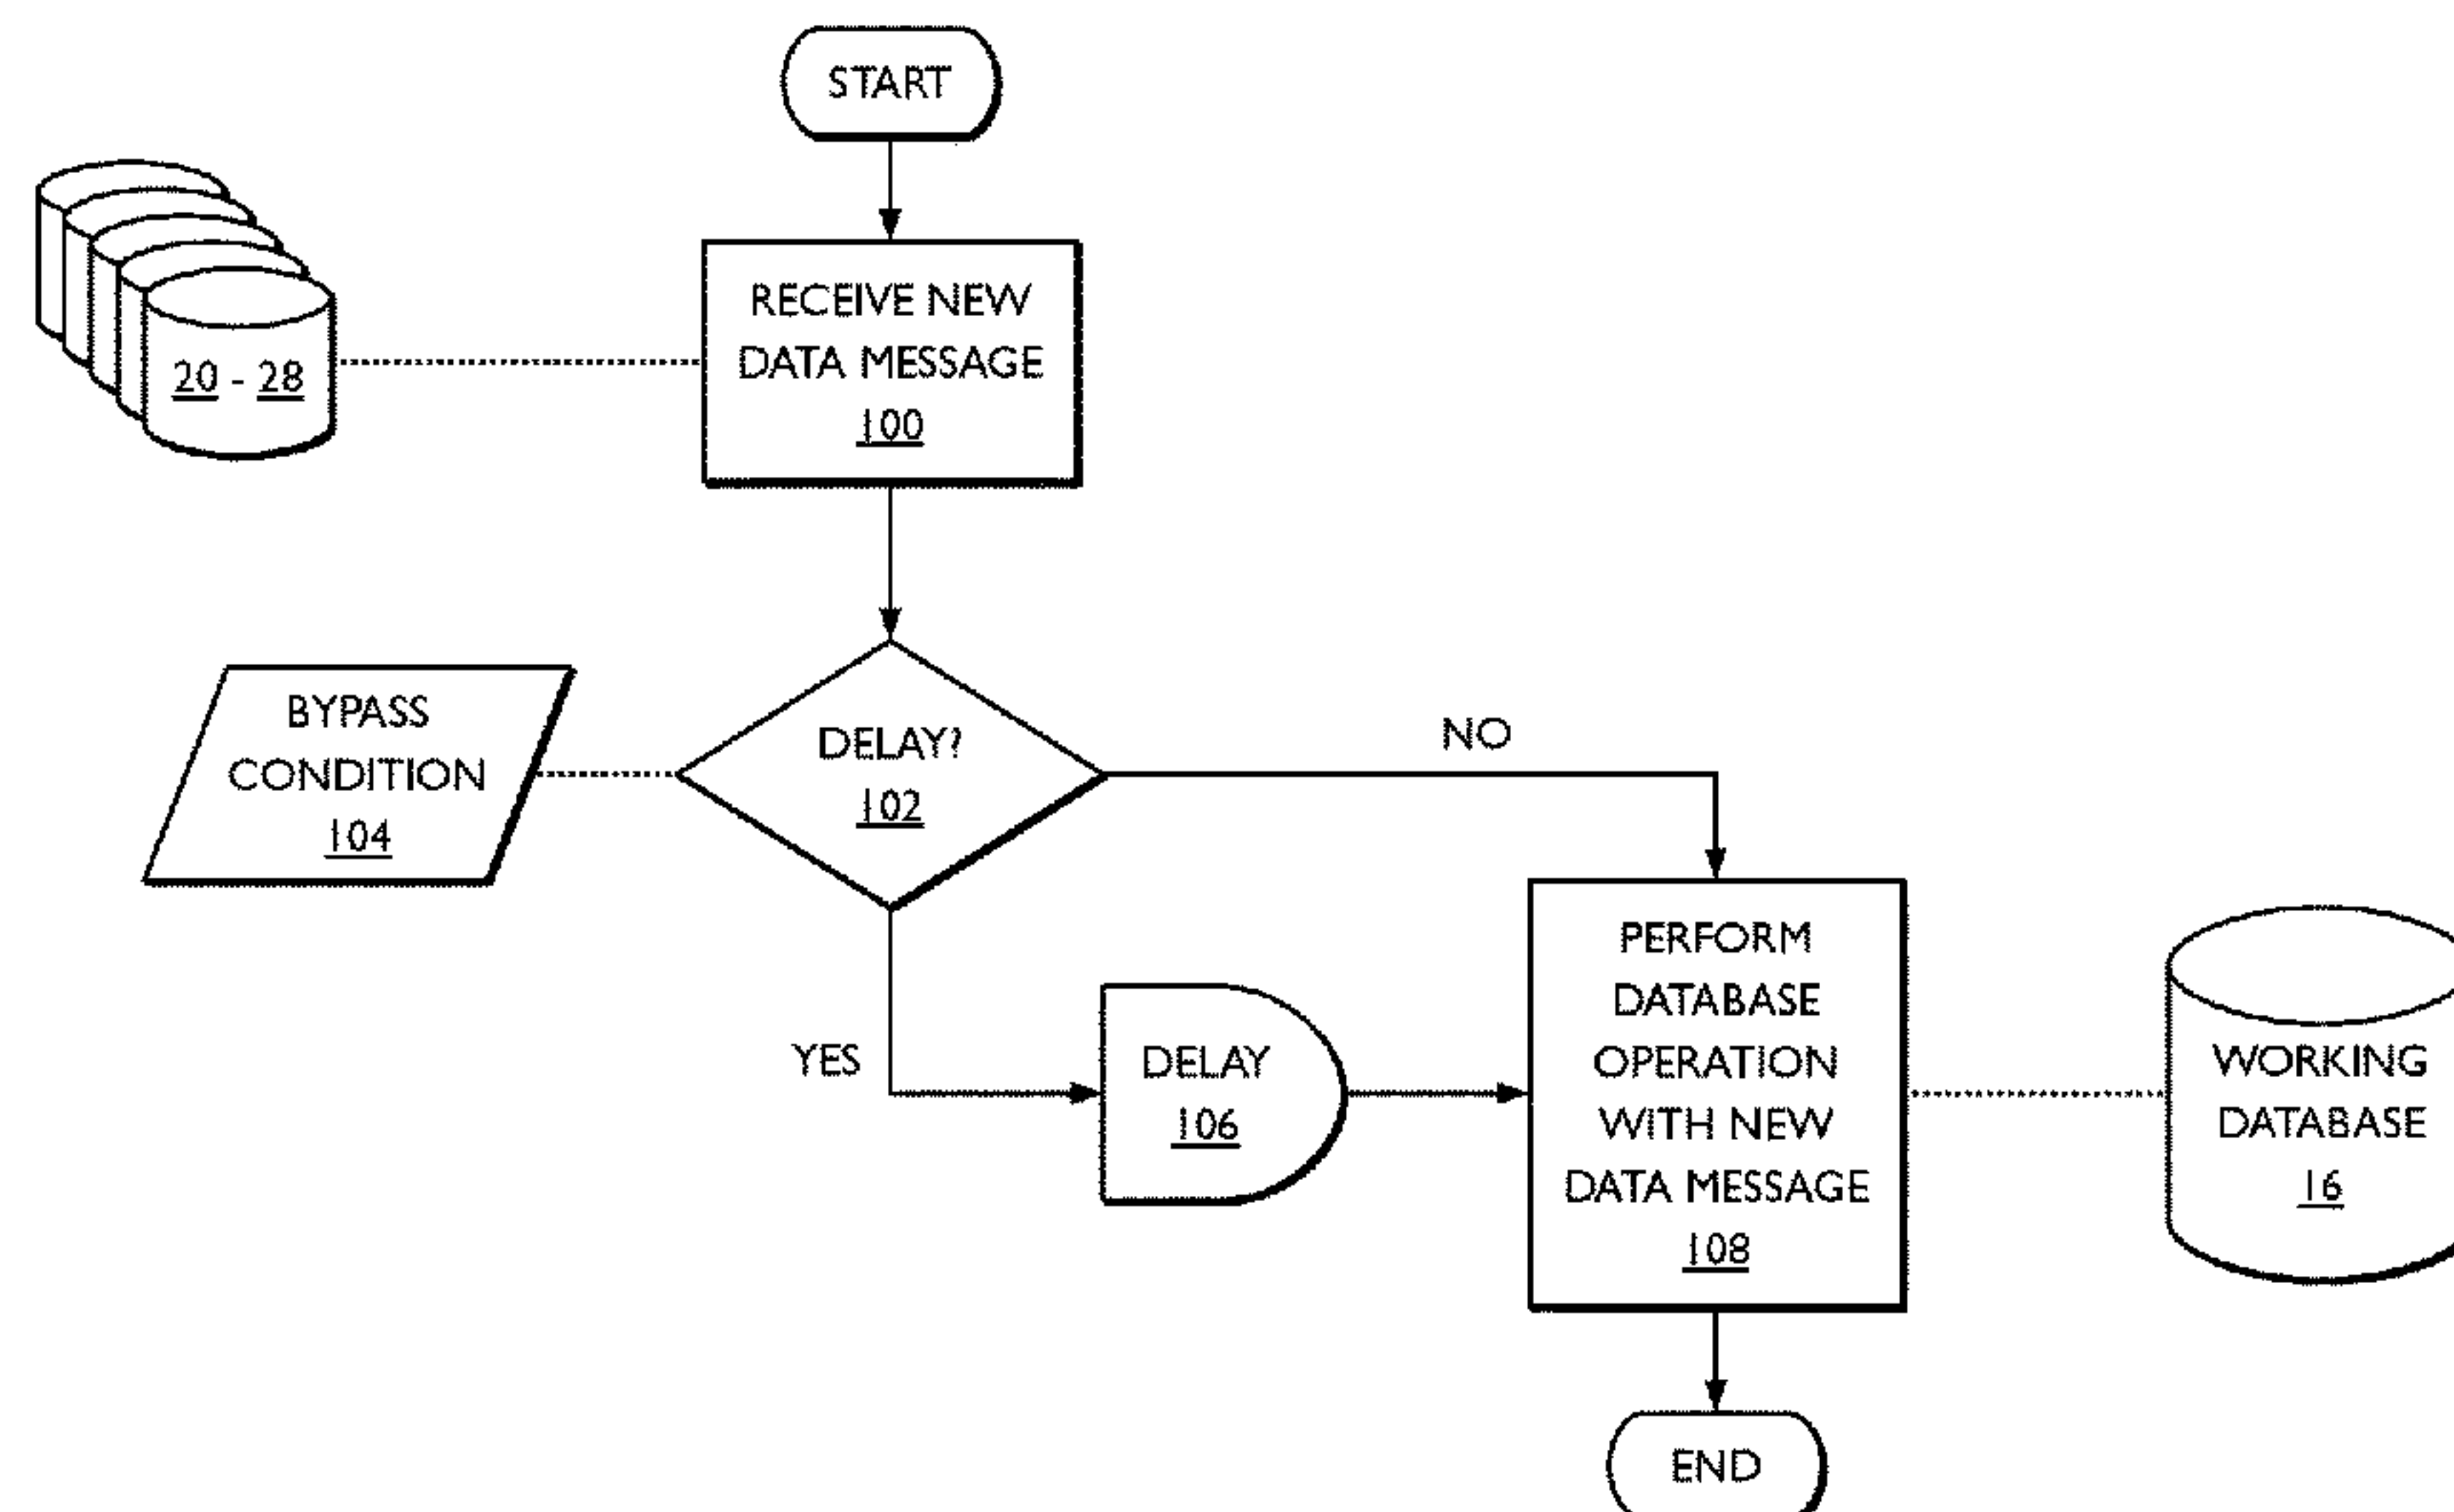 START
RECEIVE NEW
DATA MESSAGE
100
20 - 28
BYPASS
CONDITION
104
DELAY?
102
NO
YES
DELAY
106
PERFORM
DATABASE
OPERATION
WITH NEW
DATA MESSAGE
108
WORKING
DATABASE
16
END